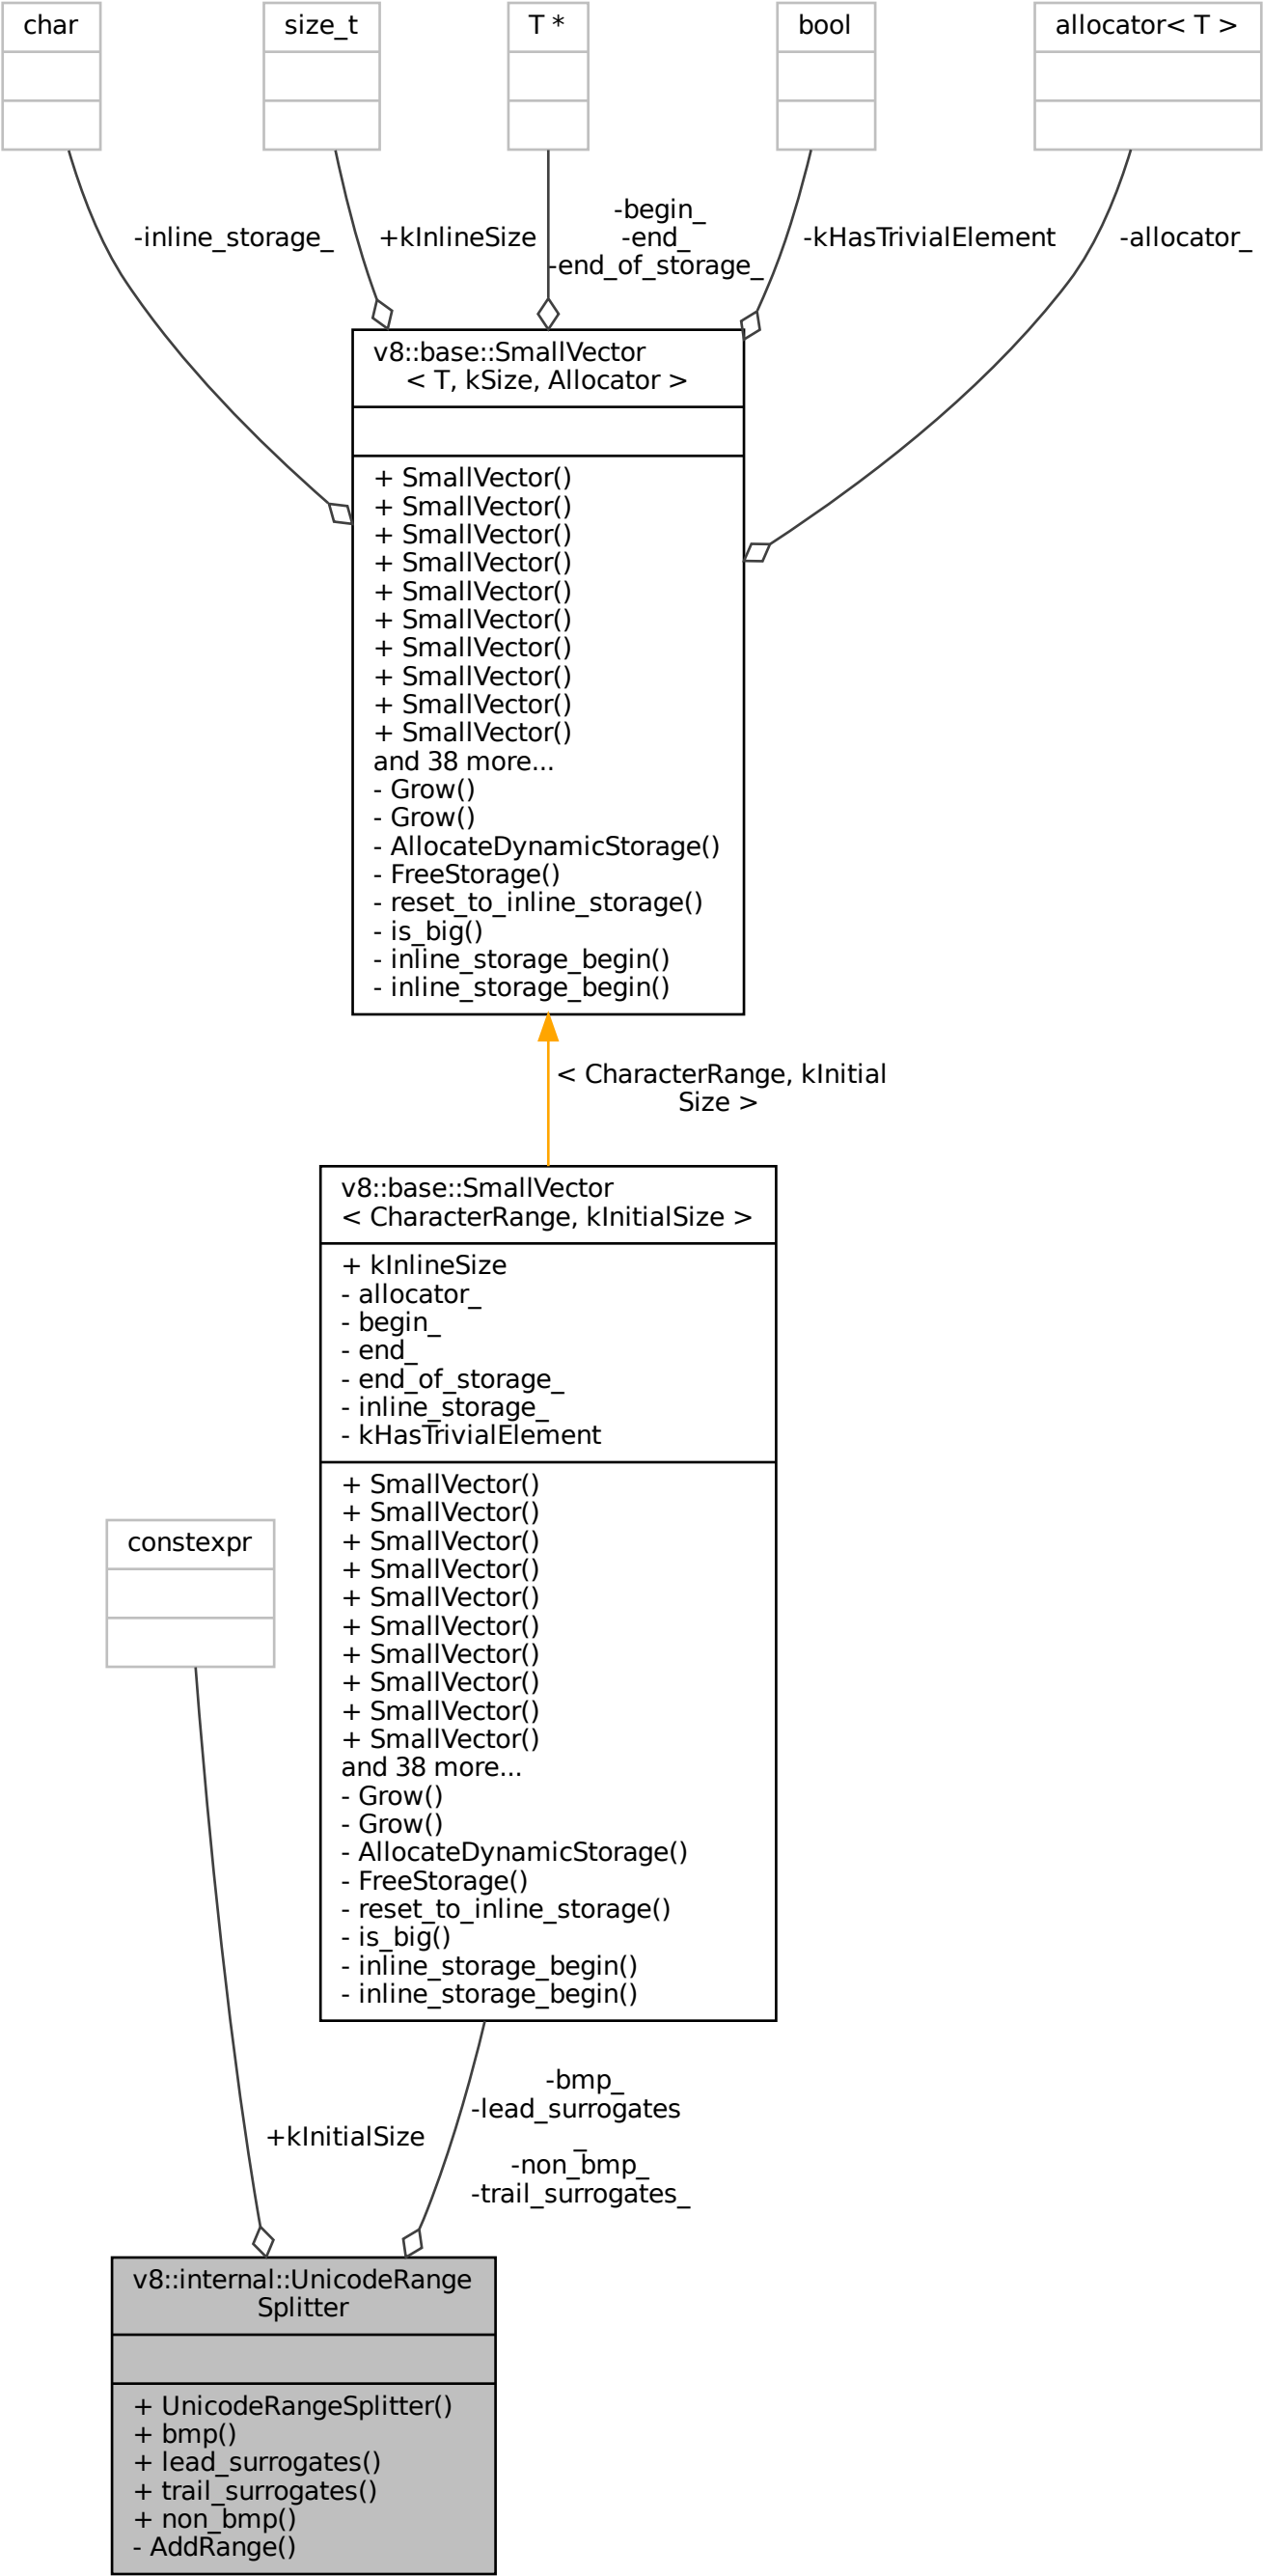 char
size_t
T *
bool
allocator< T >
-inline_storage_
+kInlineSize
-begin_
-end_
-end_of_storage_
-kHasTrivialElement
-allocator_
v8::base::SmallVector
< T, kSize, Allocator >
+ SmallVector()
+ SmallVector()
+ SmallVector()
+ SmallVector()
+ SmallVector()
+ SmallVector()
+ SmallVector()
+ SmallVector()
+ SmallVector()
+ SmallVector()
and 38 more...
- Grow()
- Grow()
- AllocateDynamicStorage()
- FreeStorage()
- reset_to_inline_storage()
- is_big()
- inline_storage_begin()
- inline_storage_begin()
< CharacterRange, kInitial
Size >
v8::base::SmallVector
< CharacterRange, kInitialSize >
+ kInlineSize
- allocator_
- begin_
- end_
- end_of_storage_
- inline_storage_
- kHasTrivialElement
+ SmallVector()
+ SmallVector()
+ SmallVector()
+ SmallVector()
+ SmallVector()
+ SmallVector()
+ SmallVector()
+ SmallVector()
+ SmallVector()
+ SmallVector()
and 38 more...
- Grow()
- Grow()
- AllocateDynamicStorage()
- FreeStorage()
- reset_to_inline_storage()
- is_big()
- inline_storage_begin()
- inline_storage_begin()
constexpr
+kInitialSize
-bmp_
-lead_surrogates
_
-non_bmp_
-trail_surrogates_
v8::internal::UnicodeRange
Splitter
+ UnicodeRangeSplitter()
+ bmp()
+ lead_surrogates()
+ trail_surrogates()
+ non_bmp()
- AddRange()